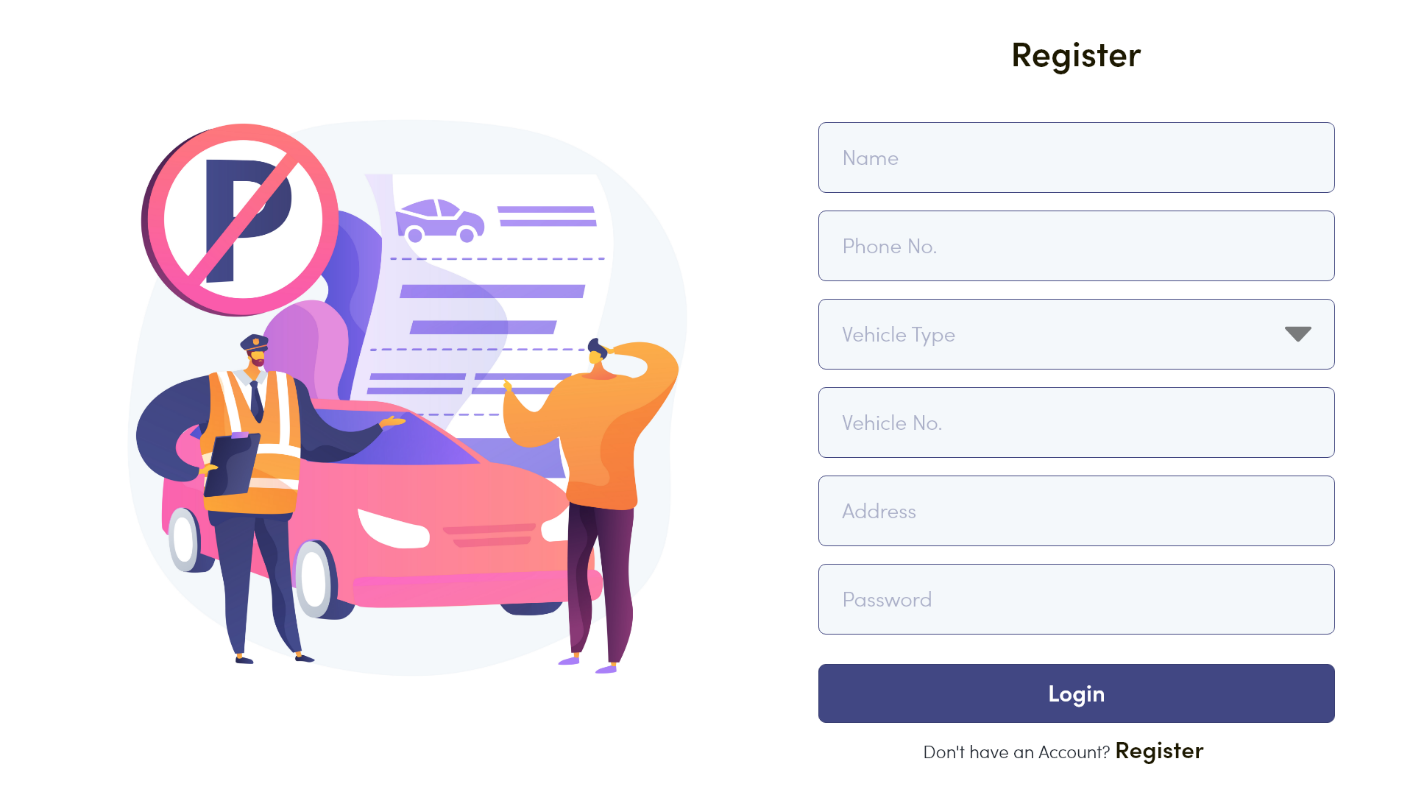 Register
P
Name
Phone No.
Vehicle Type
Vehicle No.
Address
Password
Login
Don't have an Account? Register